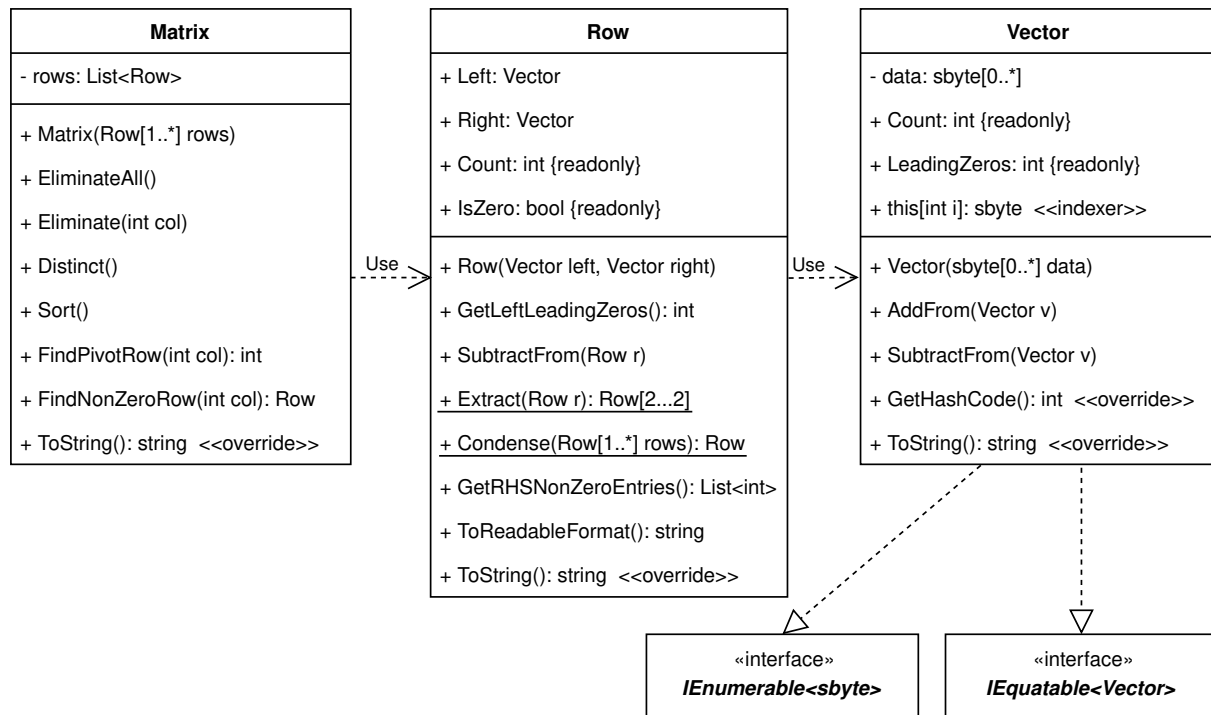 Matrix
- rows: List<Row>
+ Matrix(Row[1..*] rows)
+ EliminateAll()
+ Eliminate(int col)
+ Distinct()
+ Sort()
+ FindPivotRow(int col): int
+ FindNonZeroRow(int col): Row
+ ToString(): string <<override>>
Use
Row
+ Left: Vector
+ Right: Vector
+ Count: int {readonly}
+ IsZero: bool {readonly}
+ Row(Vector left, Vector right)
+ GetLeftLeadingZeros(): int
+ SubtractFrom(Row r)
+ Extract(Row r): Row[2...2]
+ Condense(Row[1..*] rows): Row
+ GetRHSNonZeroEntries(): List<int>
+ ToReadableFormat(): string
+ ToString(): string <<override>>
Use
Vector
- data: sbyte[0..*]
+ Count: int {readonly}
+ LeadingZeros: int {readonly}
+ this[int i]: sbyte <<indexer>>
+ Vector(sbyte[0..*] data)
+ AddFrom(Vector v)
+ SubtractFrom(Vector v)
+ GetHashCode(): int <<override>>
+ ToString(): string <<override>>
«interface»
IEnumerable<sbyte>
«interface»
IEquatable<Vector>